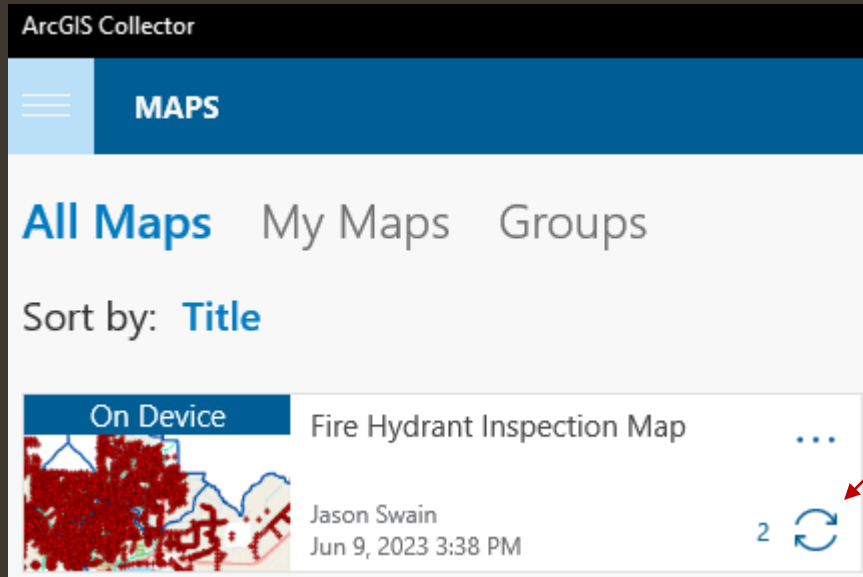 ArcGIS Collector
MAPS
All Maps My Maps Groups
Sort by: Title
On Device
Fire Hydrant Inspection Map
...
Jason Swain
Jun 9, 2023 3:38 PM
2